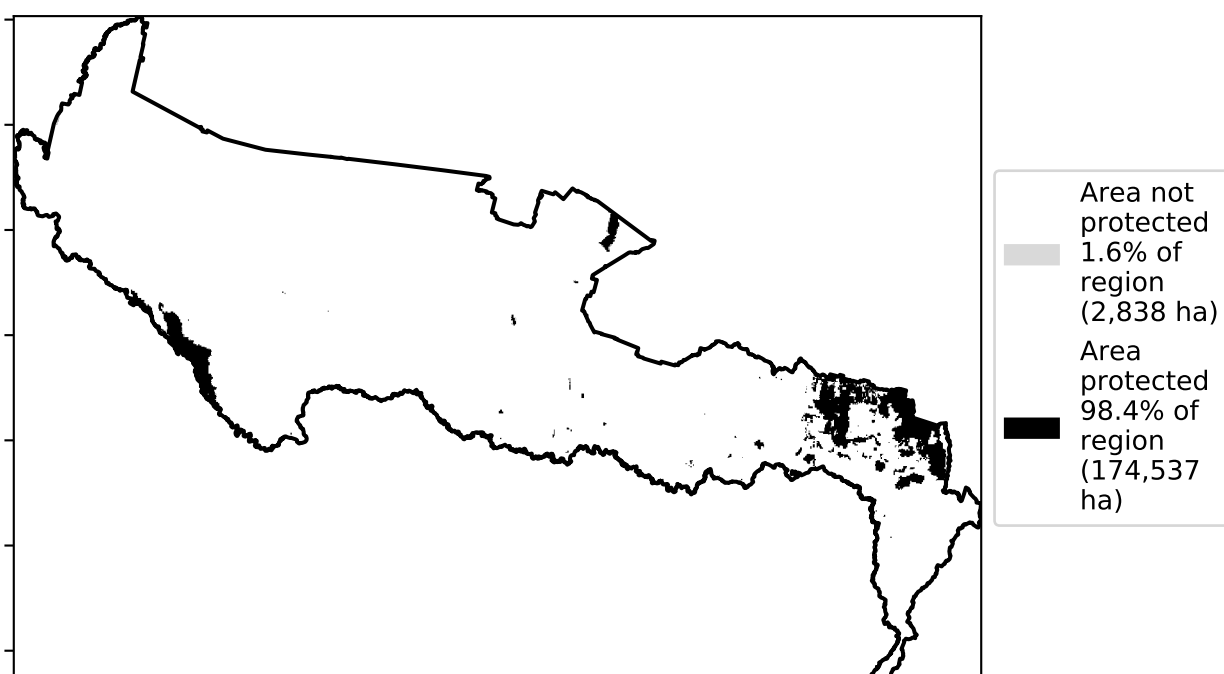 Area not
protected
1.6% of
region
(2,838 ha)
Area
protected
98.4% of
region
(174,537
ha)